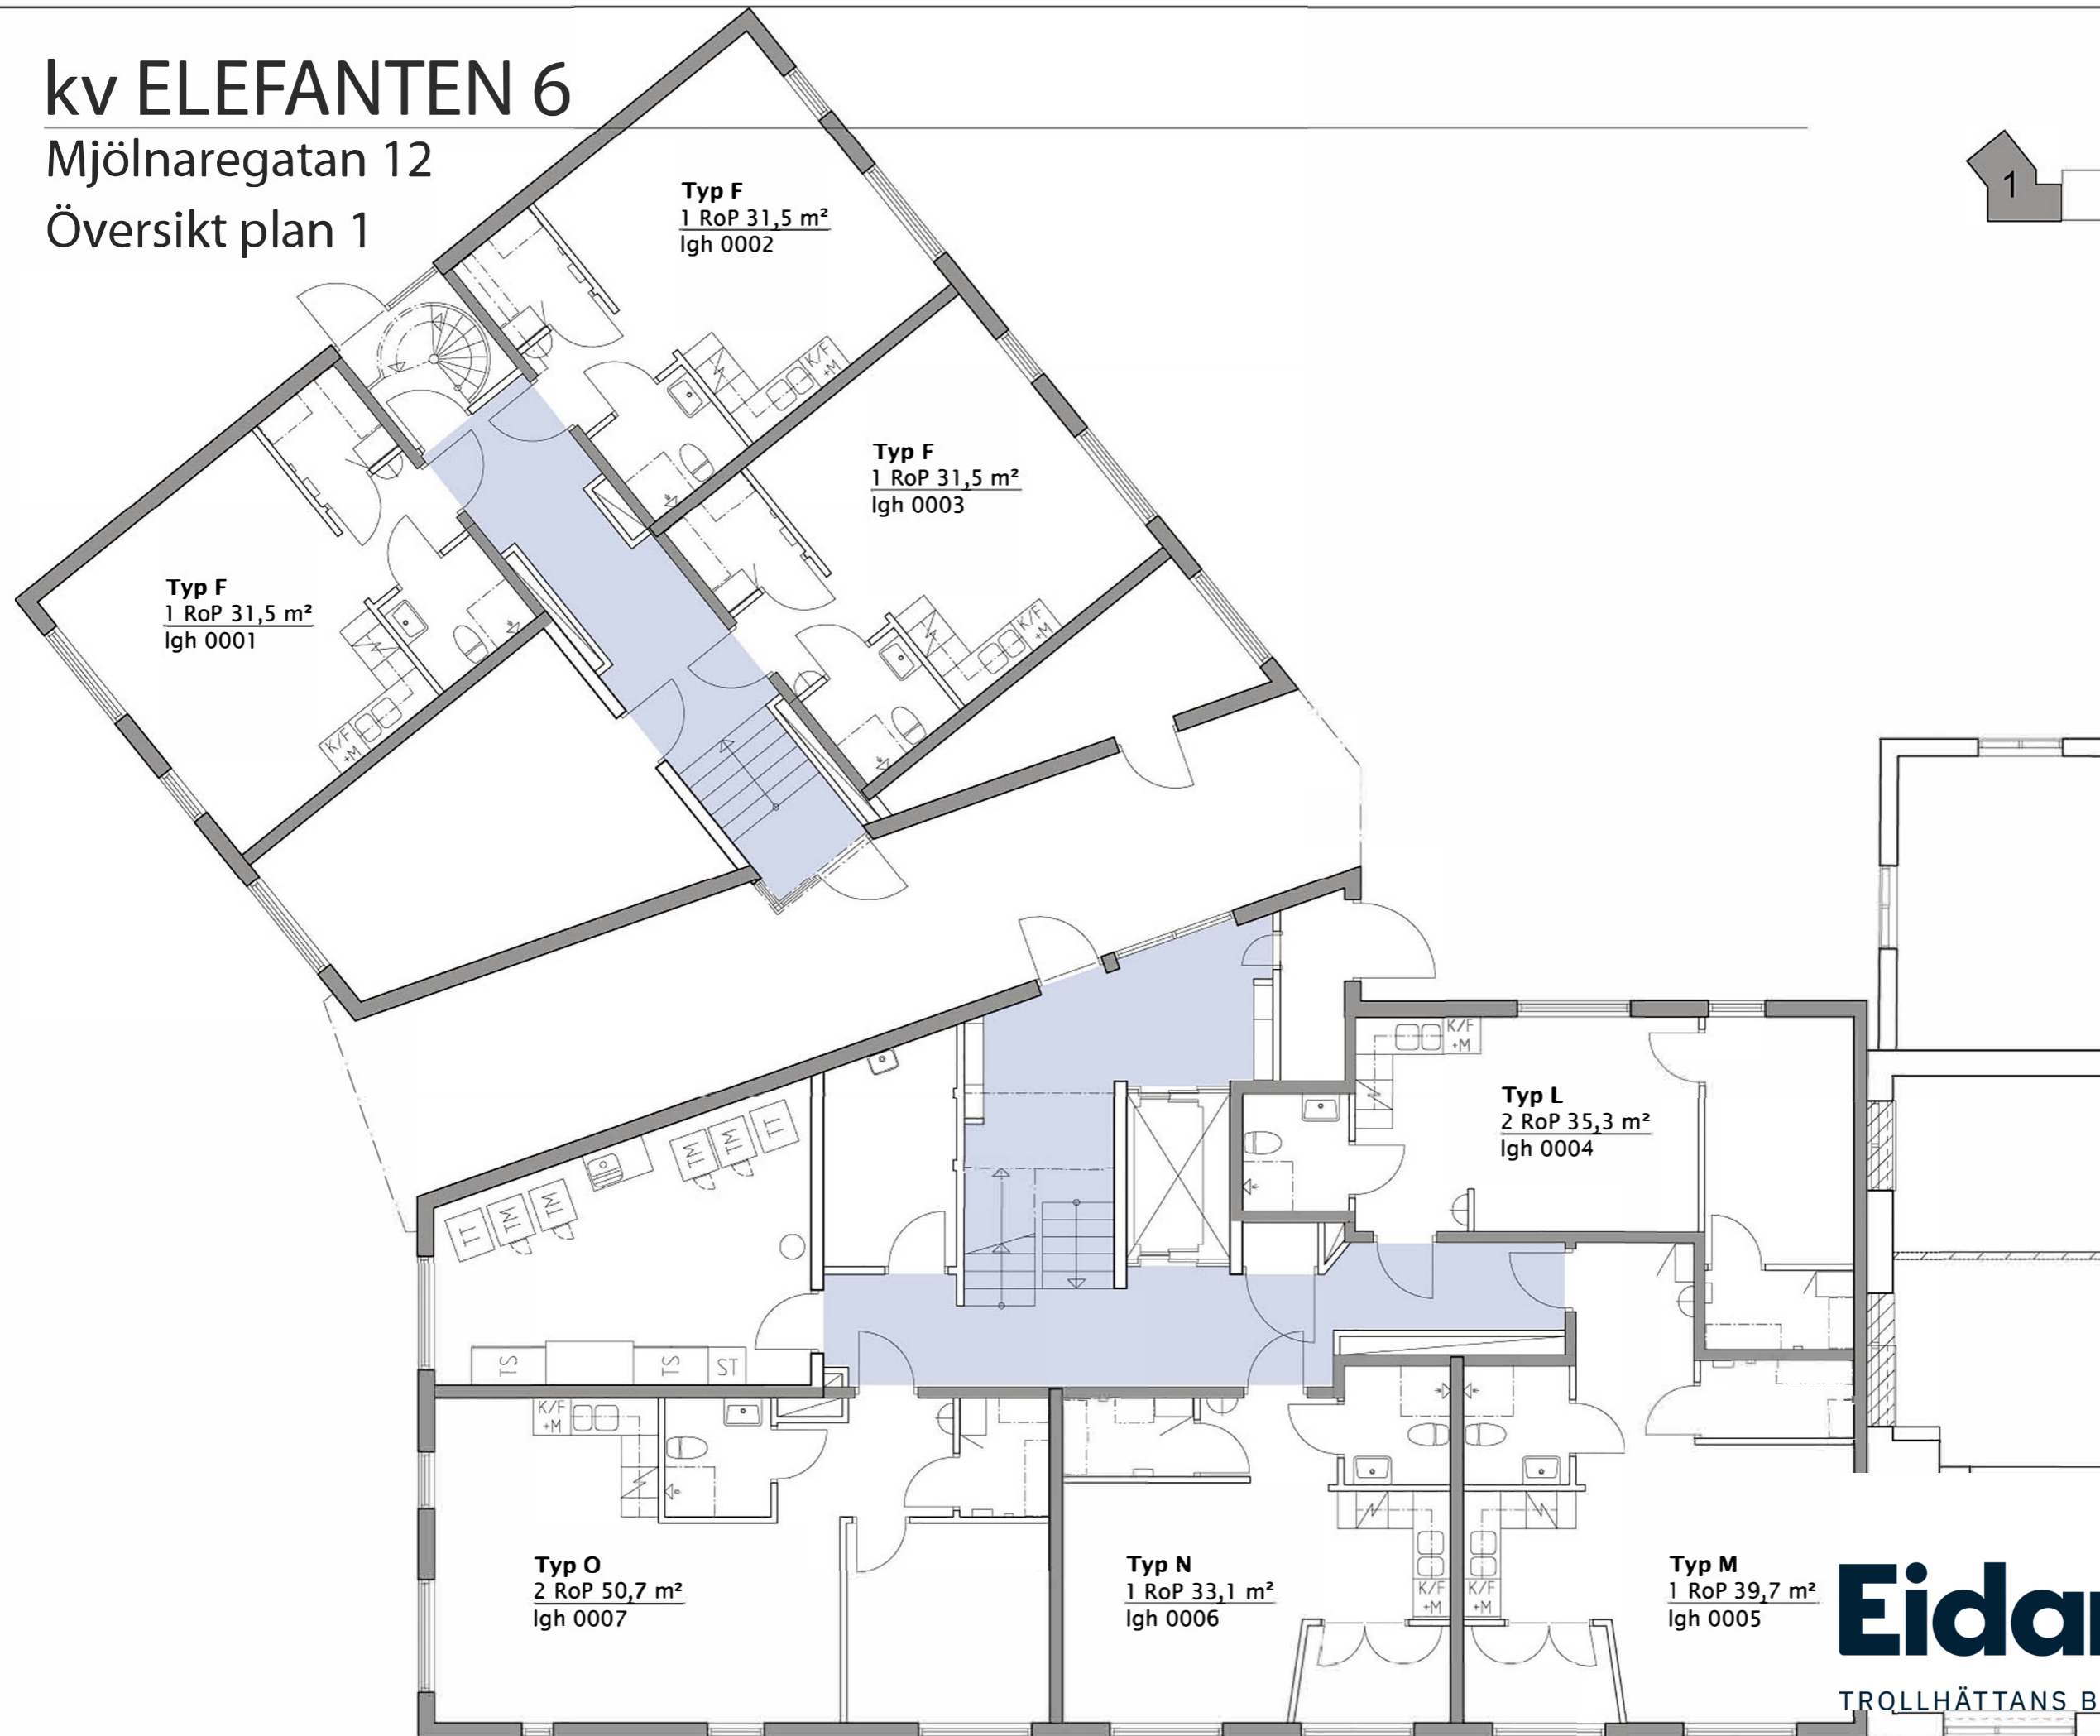 kv ELEFANTEN 6
Mjölnaregatan 12
Översikt plan 1
1
Typ F
1 RoP 31,5 m²
lgh 0002
K/F
+M
Typ F
1 RoP 31,5 m²
lgh 0003
K/F
+M
Typ F
1 RoP 31,5 m²
lgh 0001
K/F
+M
K/F
+M
Typ L
2 RoP 35,3 m²
lgh 0004
TT
TM
TM
TM
TM
TT
TS
TS
ST
K/F
+M
Typ O
2 RoP 50,7 m²
lgh 0007
Typ N
1 RoP 33,1 m²
lgh 0006
K/F
+M
K/F
+M
Typ M
1 RoP 39,7 m²
lgh 0005
Eidar
TROLLHÄTTANS B